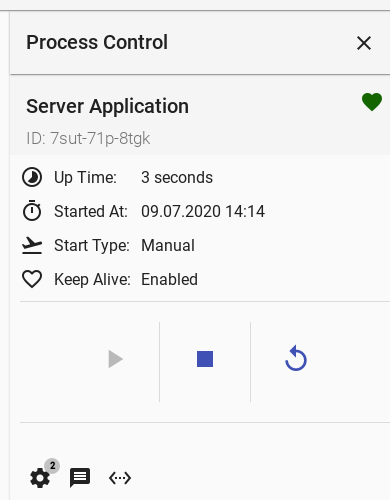 Process Control
Server Application
ID: 7sut-71p-8tgk
Up Time: 3 seconds
Started At: 09.07.2020 14:14
Start Type: Manual
Keep Alive: Enabled
2